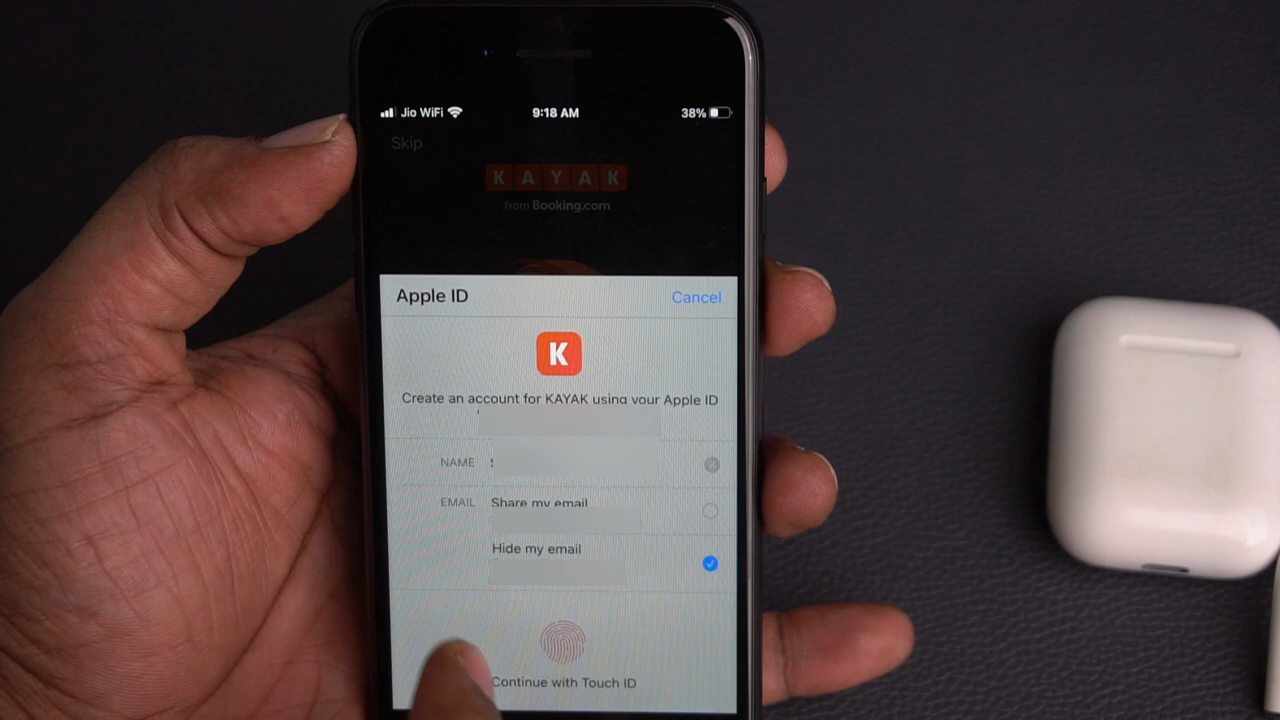 Jio WiFi 9:18 AM 38%
Skip
KAYAK
from Booking.com
Apple ID Cancel
K
Create an account for KAYAK using your Apple ID
NAME
EMAIL Share my email
Hide my email
Continue with Touch ID